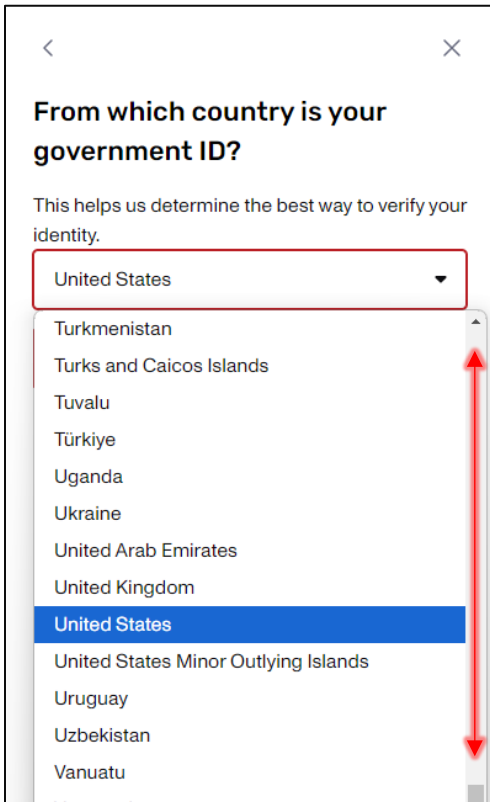 From which country is your
government ID?
This helps us determine the best way to verify your
identity.
United States
Turkmenistan
Turks and Caicos Islands
Tuvalu
Türkiye
Uganda
Ukraine
United Arab Emirates
United Kingdom
United States
United States Minor Outlying Islands
Uruguay
Uzbekistan
Vanuatu